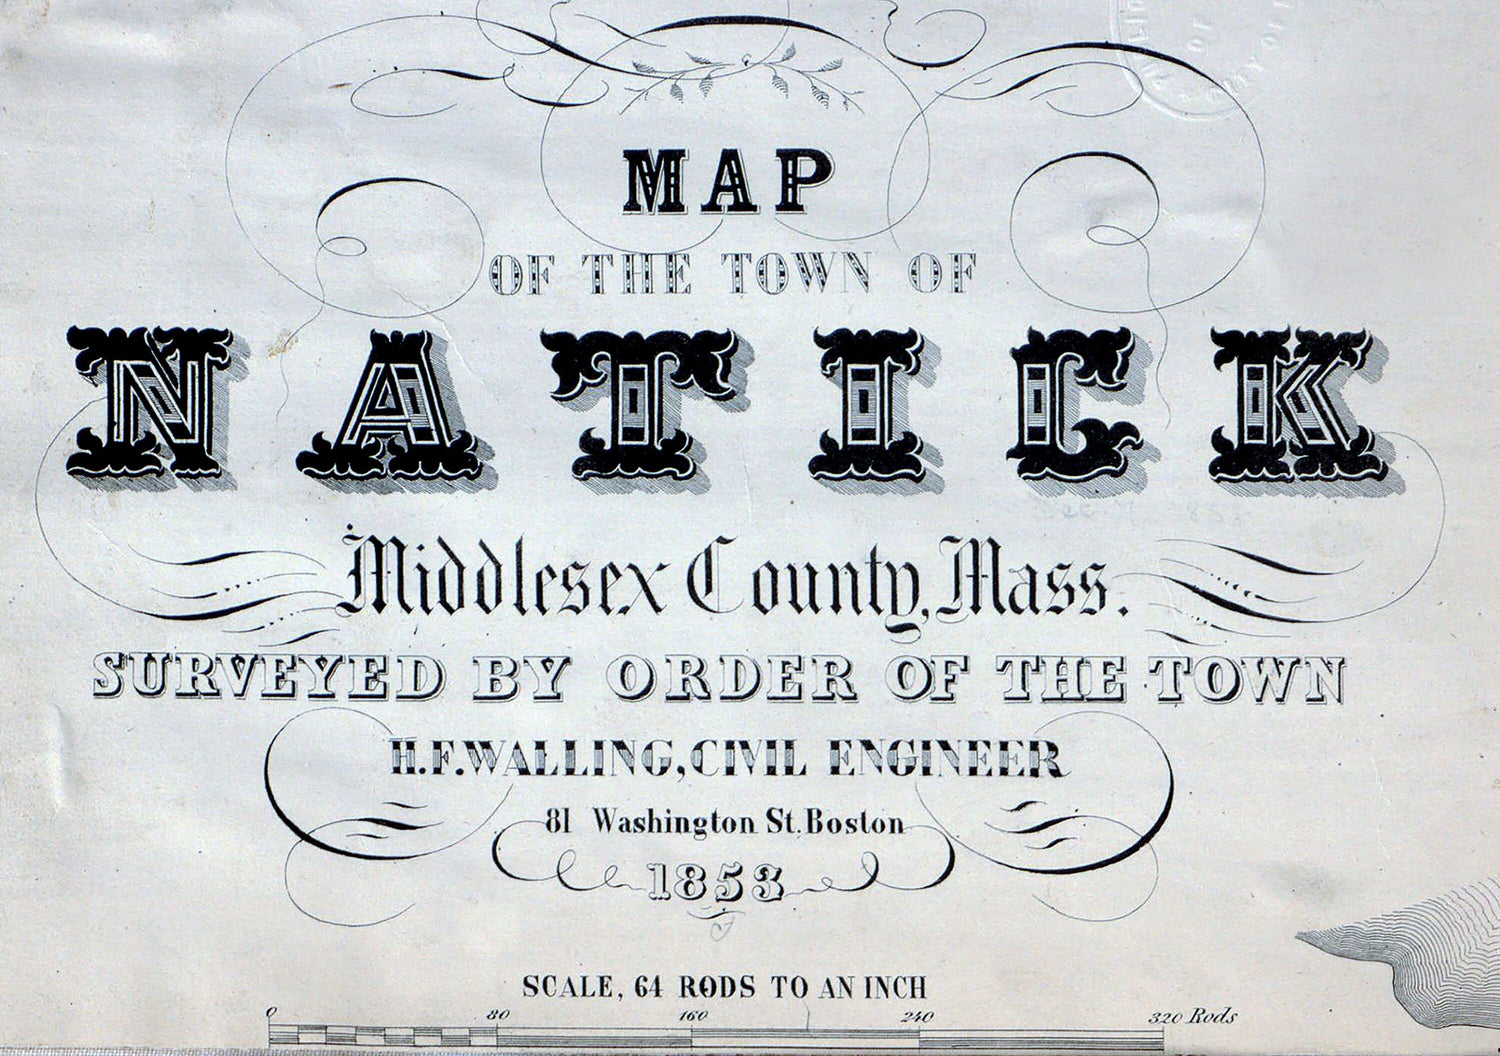 MAP
OF THE TOWN OF
NATICK
Middlesex County, Mass.
SURVEYED BY ORDER OF THE TOWN
H.F. WALLING, CIVIL ENGINEER
81 Washington St. Boston
1853
SCALE, 64 RODS TO AN INCH
0 80 160 240 320 Rods